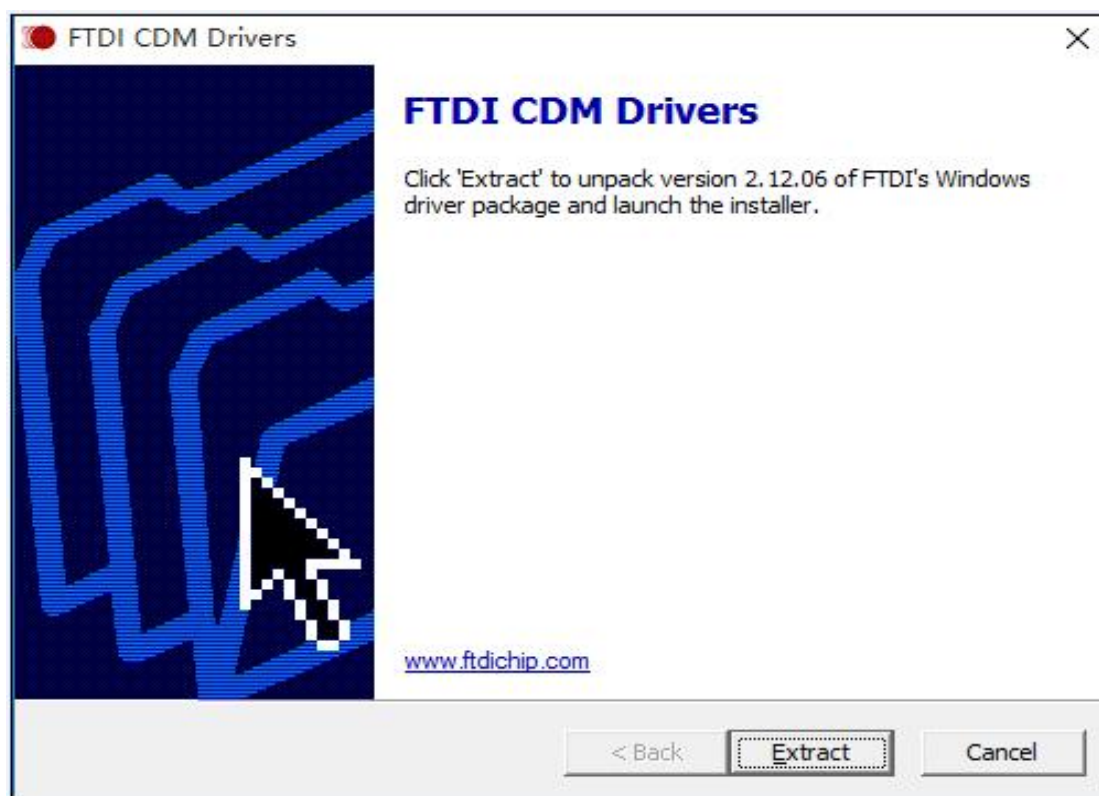 FTDI CDM Drivers
FTDI CDM Drivers
Click 'Extract' to unpack version 2.12.06 of FTDI's Windows
driver package and launch the installer.
www.ftdichip.com
< Back
Extract
Cancel